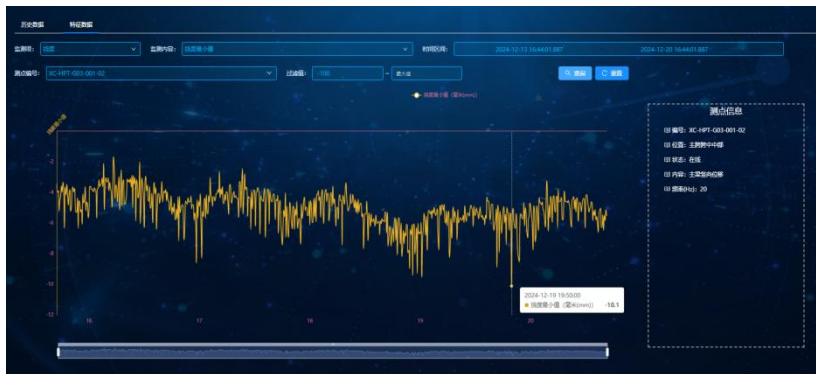 历史数据 特征数据
监测项: 挠度 监测内容: 挠度最小值 时间区间: 2024-12-13 16:44:01.887 2024-12-20 16:44:01.887
测点编号: XC-HPT-G03-001-02 过滤值: -100 ~ 最大值 查询 重置
挠度最小值（毫米(mm)）
挠度最小值
测点信息
编号: XC-HPT-G03-001-02
位置: 主跨跨中中部
状态: 在线
内容: 主梁竖向位移
频率(Hz): 20
-2
-4
-6
-8
-10
-12
2024-12-19 19:50:00
挠度最小值（毫米(mm)） -10.1
16 17 18 19 20